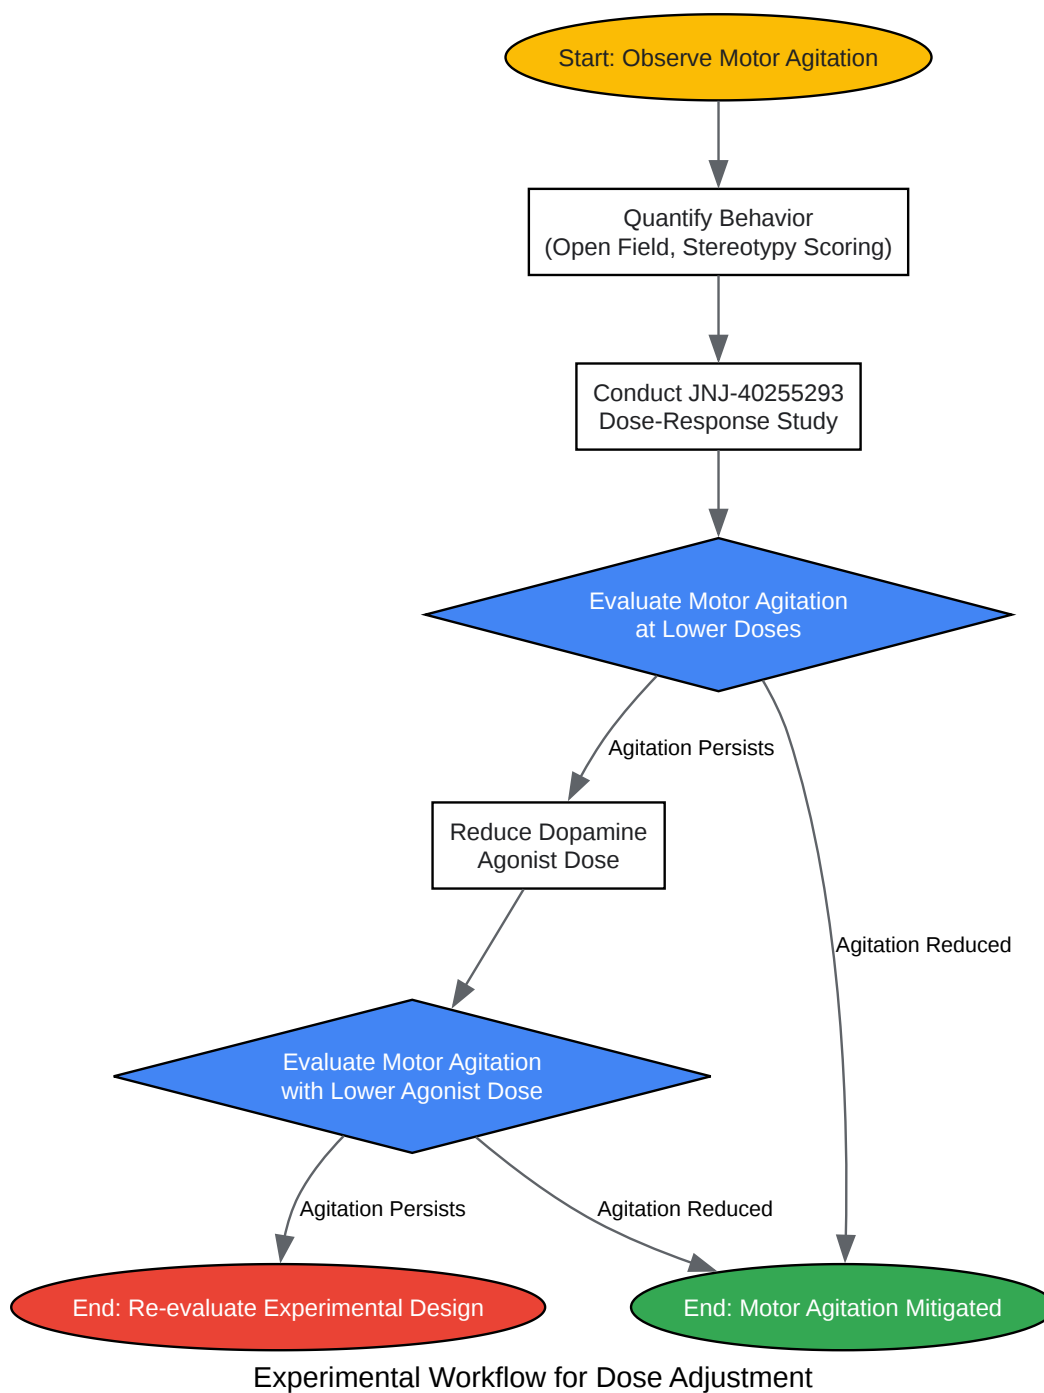 Start: Observe Motor Agitation
Quantify Behavior
(Open Field, Stereotypy Scoring)
Conduct JNJ-40255293
Dose-Response Study
Evaluate Motor Agitation
at Lower Doses
Agitation Persists
Reduce Dopamine
Agonist Dose
Agitation Reduced
Evaluate Motor Agitation
with Lower Agonist Dose
Agitation Persists
Agitation Reduced
End: Re-evaluate Experimental Design
End: Motor Agitation Mitigated
Experimental Workflow for Dose Adjustment